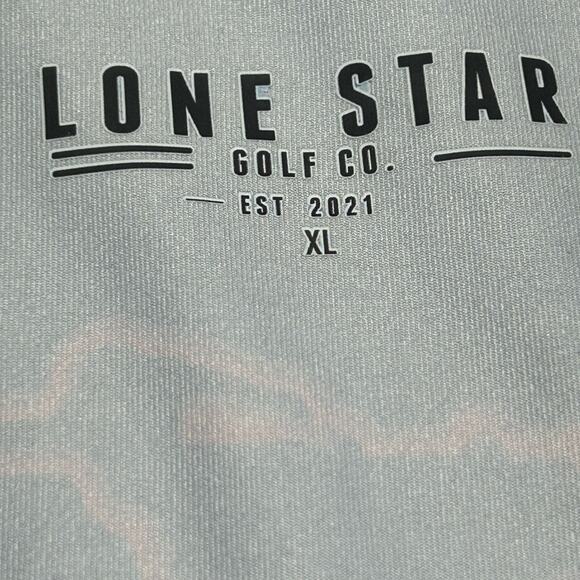 LONE STAR
GOLF CO.
EST 2021
XL